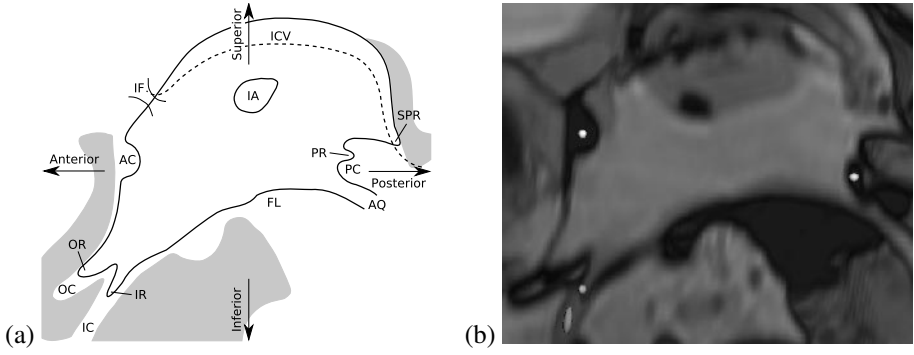 Superior
ICV
IF
IA
SPR
PR
PC
Anterior
AC
Posterior
AQ
FL
OR
OC
IR
IC
Inferior
(a)
(b)